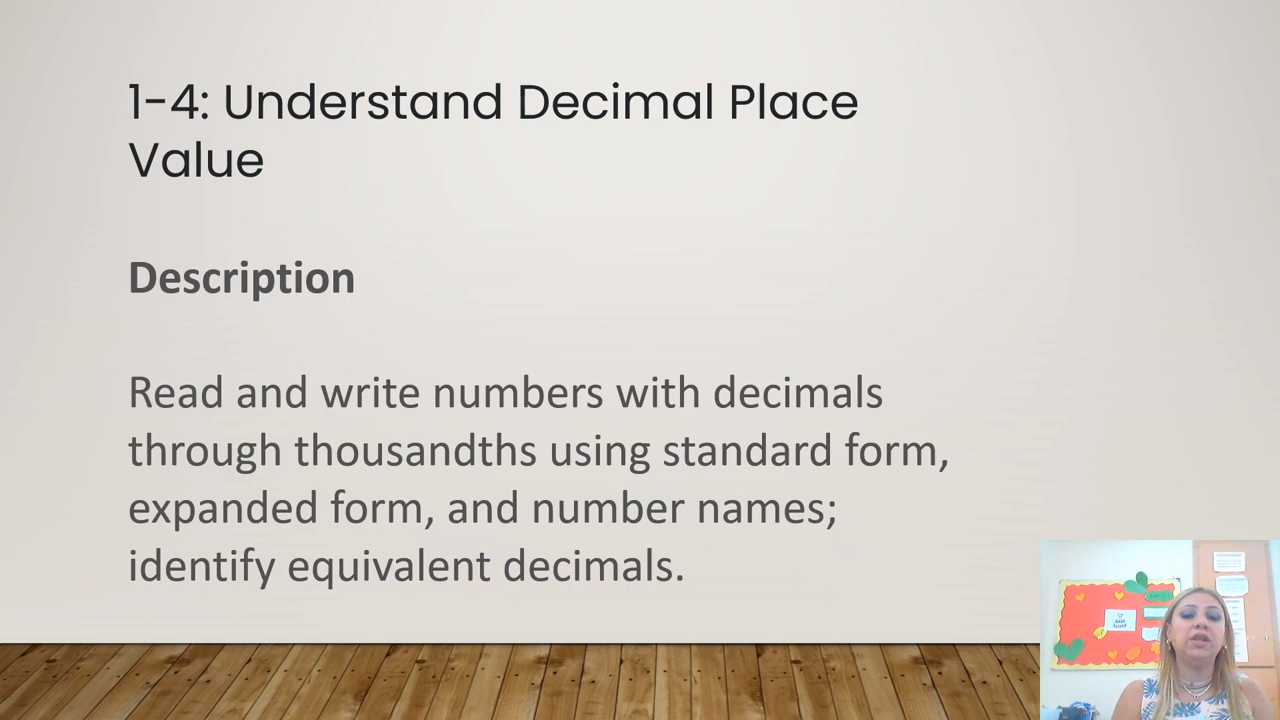 1-4: Understand Decimal Place
Value
Description
Read and write numbers with decimals
through thousandths using standard form,
expanded form, and number names;
identify equivalent decimals.